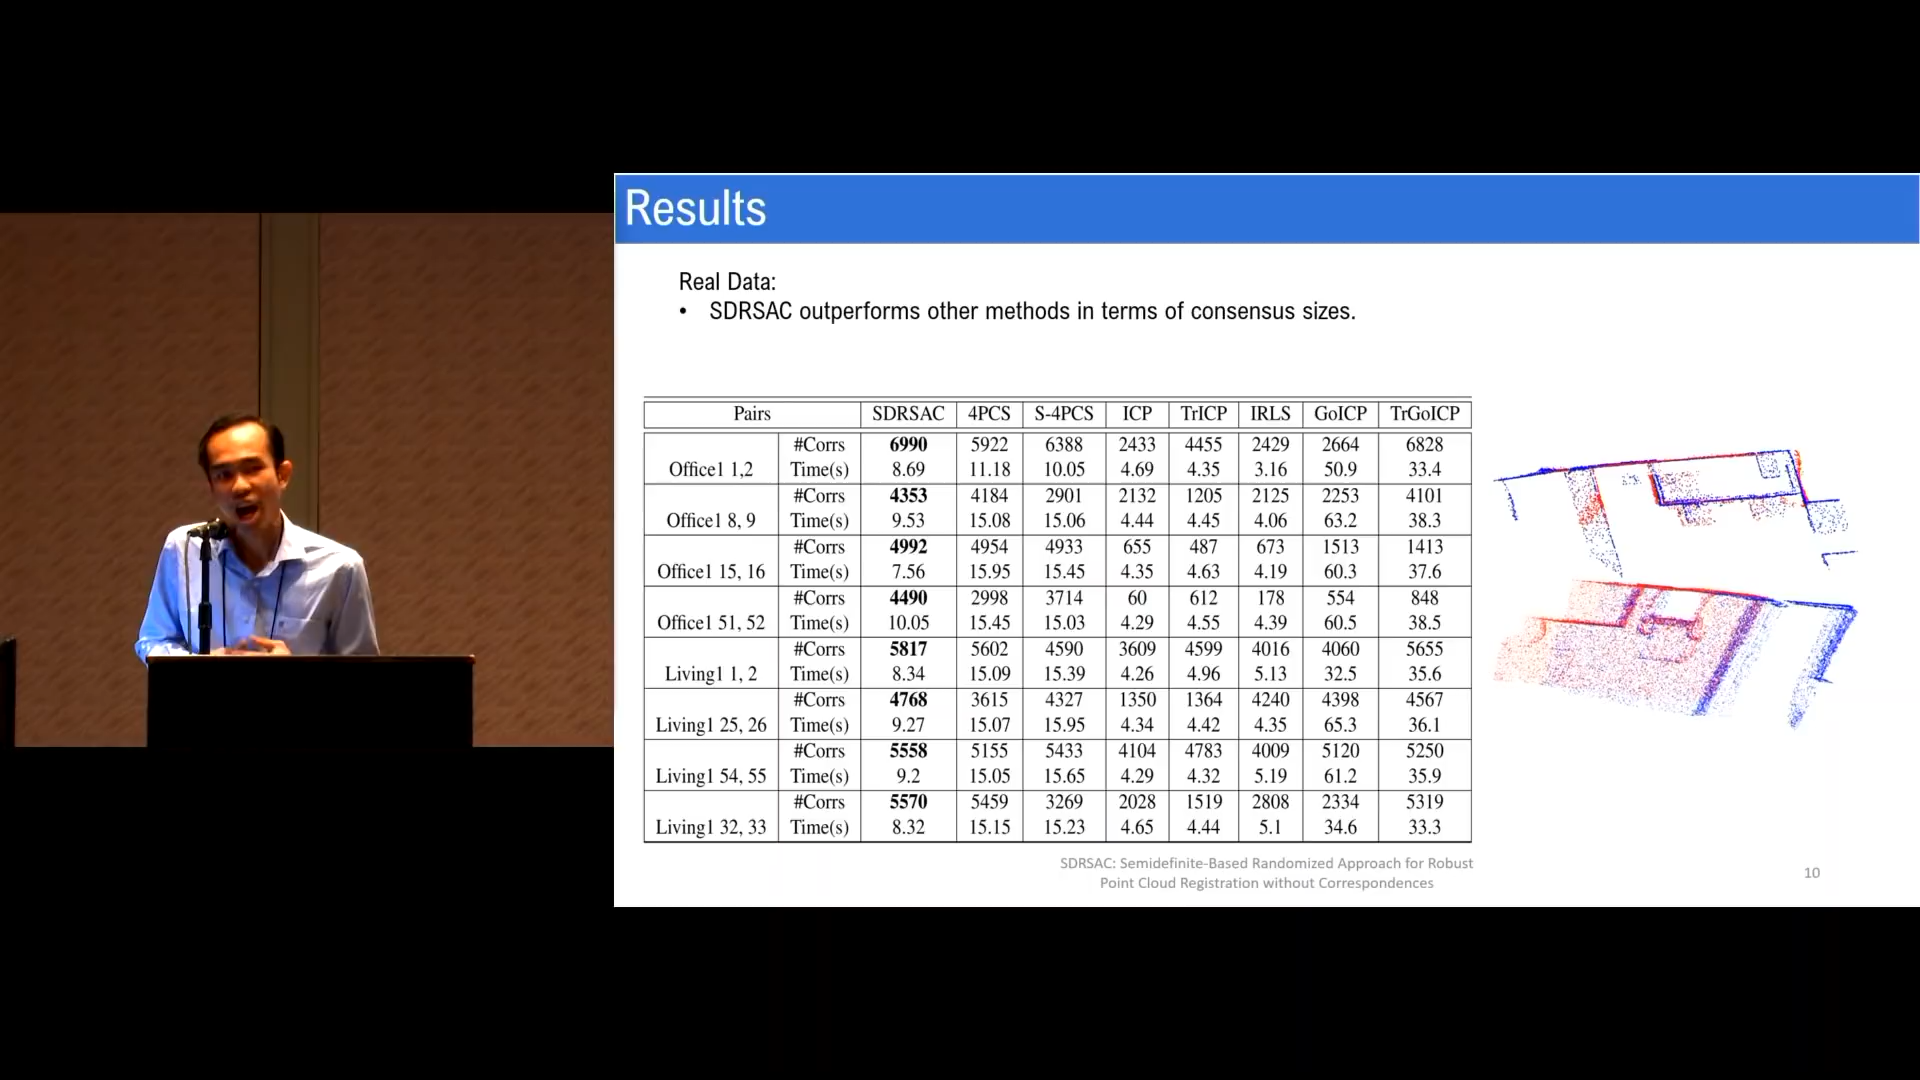 Results
Real Data:
• SDRSAC outperforms other methods in terms of consensus sizes.
Pairs SDRSAC 4PCS S-4PCS ICP TrICP IRLS GoICP TrGoICP
#Corrs 6990 5922 6388 2433 4455 2429 2664 6828
Office1 1,2 Time(s) 8.69 11.18 10.05 4.69 4.35 3.16 50.9 33.4
#Corrs 4353 4184 2901 2132 1205 2125 2253 4101
Office1 8, 9 Time(s) 9.53 15.08 15.06 4.44 4.45 4.06 63.2 38.3
#Corrs 4992 4954 4933 655 487 673 1513 1413
Office1 15, 16 Time(s) 7.56 15.95 15.45 4.35 4.63 4.19 60.3 37.6
#Corrs 4490 2998 3714 60 612 178 554 848
Office1 51, 52 Time(s) 10.05 15.45 15.03 4.29 4.55 4.39 60.5 38.5
#Corrs 5817 5602 4590 3609 4599 4016 4060 5655
Living1 1, 2 Time(s) 8.34 15.09 15.39 4.26 4.96 5.13 32.5 35.6
#Corrs 4768 3615 4327 1350 1364 4240 4398 4567
Living1 25, 26 Time(s) 9.27 15.07 15.95 4.34 4.42 4.35 65.3 36.1
#Corrs 5558 5155 5433 4104 4783 4009 5120 5250
Living1 54, 55 Time(s) 9.2 15.05 15.65 4.29 4.32 5.19 61.2 35.9
#Corrs 5570 5459 3269 2028 1519 2808 2334 5319
Living1 32, 33 Time(s) 8.32 15.15 15.23 4.65 4.44 5.1 34.6 33.3
SDRSAC: Semidefinite-Based Randomized Approach for Robust
Point Cloud Registration without Correspondences
10